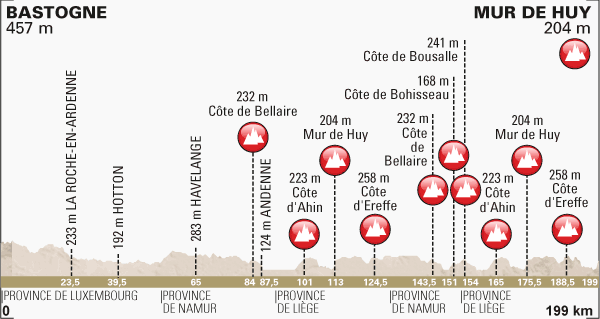 BASTOGNE
457 m
MUR DE HUY
204 m
241 m
Côte de Bousalle
168 m
Côte de Bohisseau
232 m
Côte de Bellaire
232 m
Côte
de
Bellaire
204 m
Mur de Huy
204 m
Mur de Huy
233 m LA ROCHE-EN-ARDENNE
192 m HOTTON
283 m HAVELANGE
124 m ANDENNE
223 m
Côte
d'Ahin
258 m
Côte
d'Ereffe
223 m
Côte
d'Ahin
258 m
Côte
d'Ereffe
23,5 39,5 65 84 87,5 101 113 124,5 143,5 151 154 165 175,5 188,5 199
PROVINCE DE LUXEMBOURG
PROVINCE
DE NAMUR
PROVINCE
DE LIÈGE
PROVINCE
DE NAMUR
PROVINCE
DE LIÈGE
0
199 km